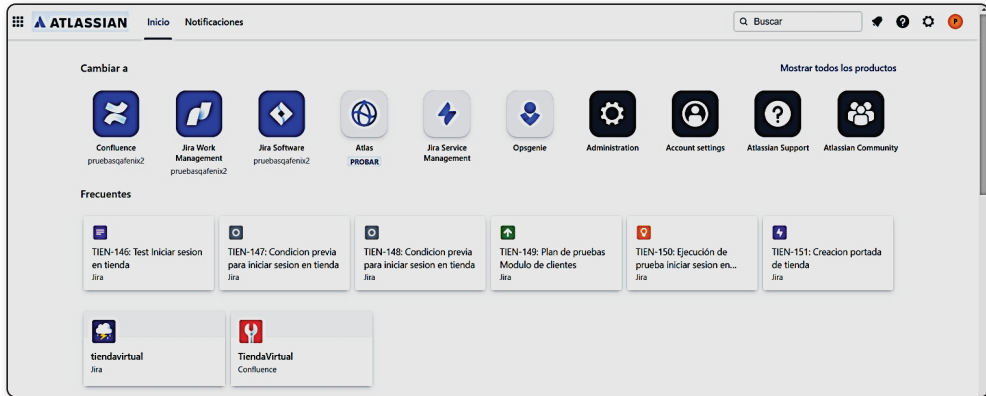 ATLASSIAN Inicio Notificaciones Buscar P
Cambiar a Mostrar todos los productos
Confluence
pruebasqafenix2
Jira Work
Management
pruebasqafenix2
Jira Software
pruebasqafenix2
Atlas
PROBAR
Jira Service
Management
Opsgenie
Administration
Account settings
Atlassian Support
Atlassian Community
Frecuentes
TIEN-146: Test Iniciar sesion
en tienda
Jira
TIEN-147: Condicion previa
para iniciar sesion en tienda
Jira
TIEN-148: Condicion previa
para iniciar sesion en tienda
Jira
TIEN-149: Plan de pruebas
Modulo de clientes
Jira
TIEN-150: Ejecución de
prueba iniciar sesion en...
Jira
TIEN-151: Creacion portada
de tienda
Jira
tiendavirtual
Jira
TiendaVirtual
Confluence